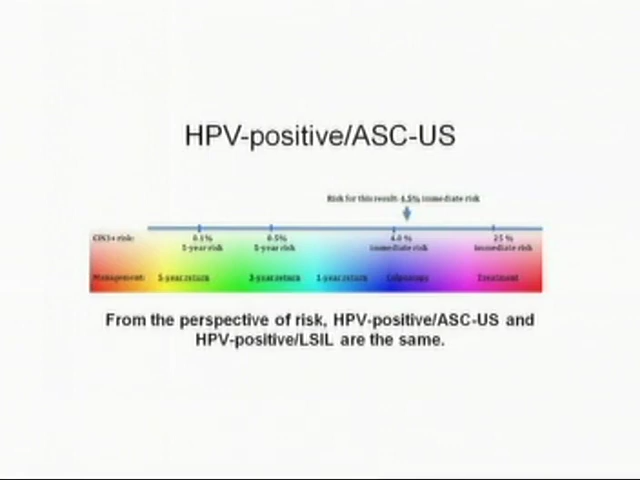 HPV-positive/ASC-US
Risk for this result: 4.5% immediate risk
CIN3+ risk: 0.1% 0.5% 4.0 % 25 %
5-year risk 5-year risk immediate risk immediate risk
Management: 5-year return 3-year return 1-year return Colposcopy Treatment
From the perspective of risk, HPV-positive/ASC-US and
HPV-positive/LSIL are the same.